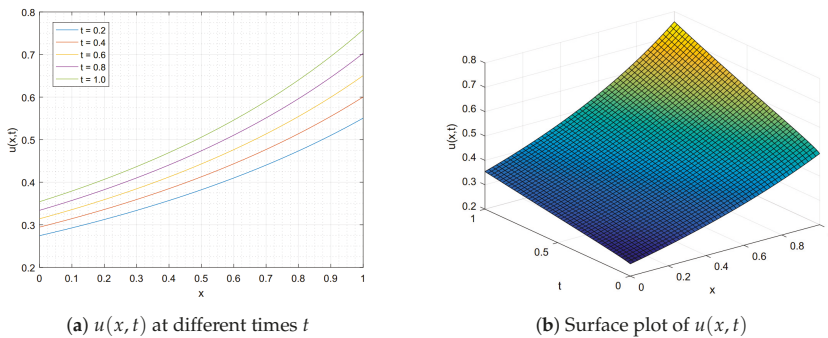 0.8
0.7
0.6
0.5
0.4
0.3
0.2
u(x,t)
t = 0.2
t = 0.4
t = 0.6
t = 0.8
t = 1.0
0 0.1 0.2 0.3 0.4 0.5 0.6 0.7 0.8 0.9 1
x
(a) u(x, t) at different times t
0.8
0.7
0.6
0.5
0.4
0.3
0.2
u(x,t)
1
0.5
0
t
0
0.2
0.4
0.6
0.8
x
(b) Surface plot of u(x, t)